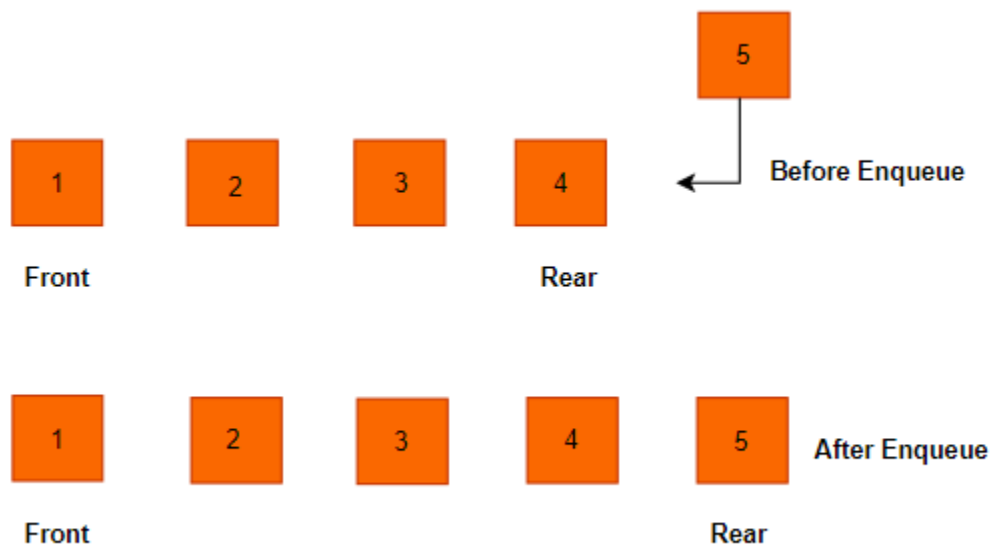 5
1 2 3 4
Before Enqueue
Front Rear
1 2 3 4 5
After Enqueue
Front Rear